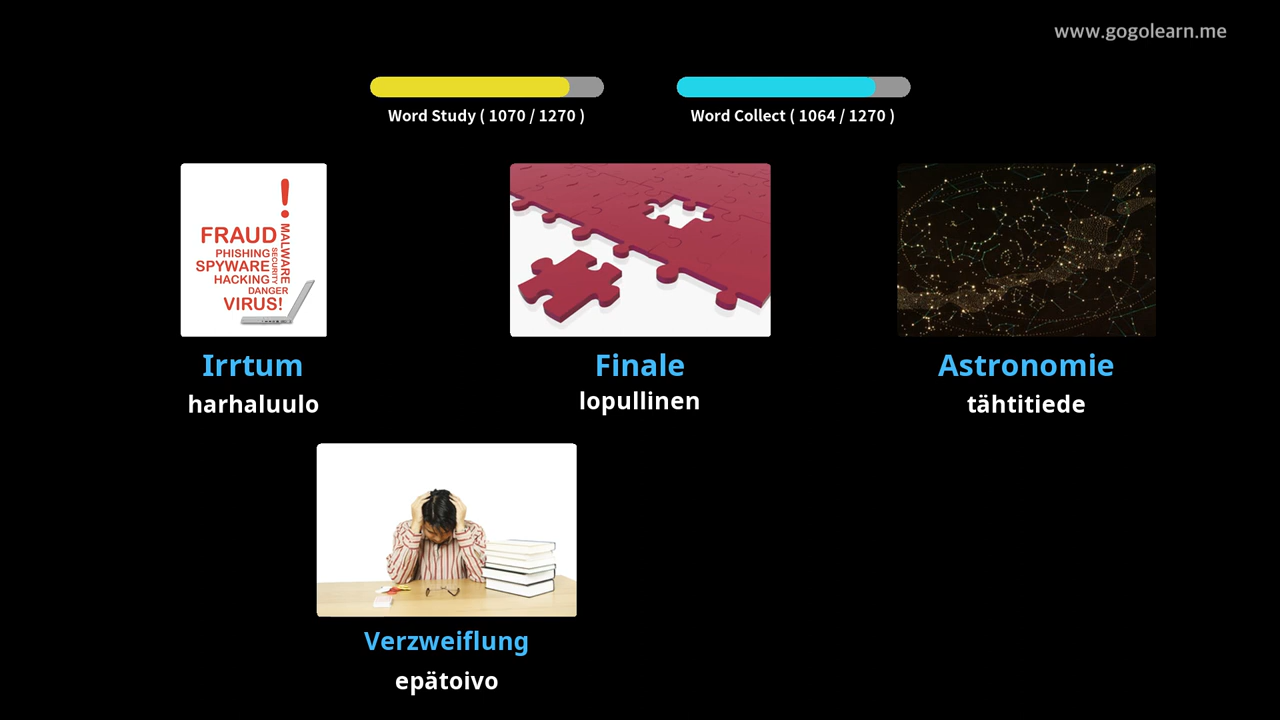 www.gogolearn.me
Word Study ( 1070 / 1270 )
Word Collect ( 1064 / 1270 )
!
FRAUD
MALWARE
PHISHING
SECURITY
SPYWARE
HACKING
DANGER
VIRUS!
Irrtum
harhaluulo
Finale
lopullinen
Astronomie
tähtitiede
Verzweiflung
epätoivo